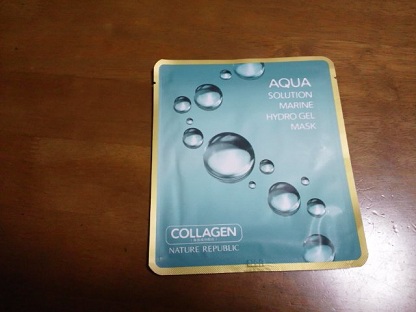 AQUA
SOLUTION
MARINE
HYDRO GEL
MASK
COLLAGEN
NATURE REPUBLIC